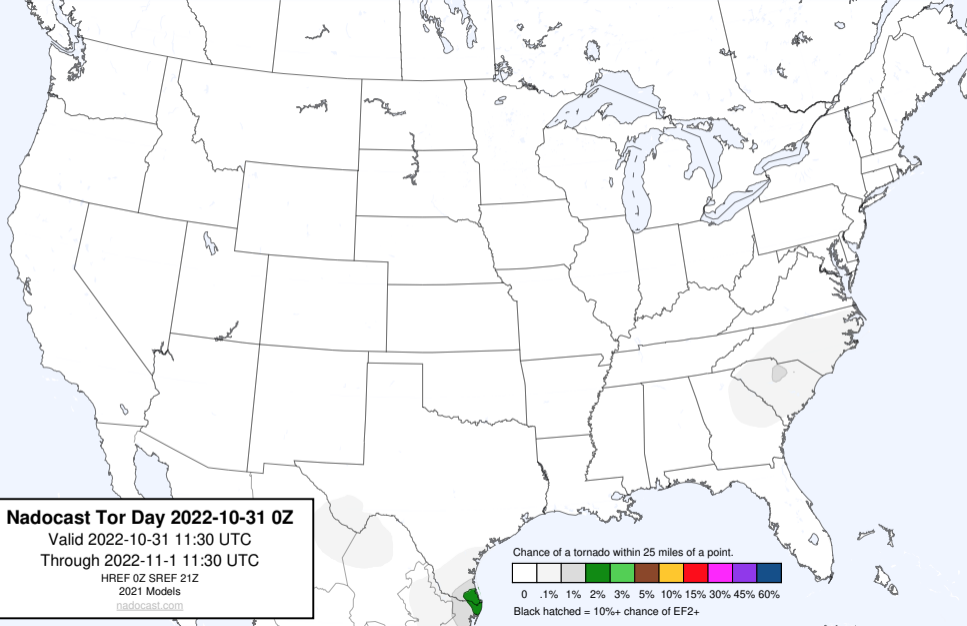 Nadocast Tor Day 2022-10-31 0Z
Valid 2022-10-31 11:30 UTC
Through 2022-11-1 11:30 UTC
HREF 0Z SREF 21Z
2021 Models
nadocast.com
Chance of a tornado within 25 miles of a point.
0 .1% 1% 2% 3% 5% 10% 15% 30% 45% 60%
Black hatched = 10%+ chance of EF2+